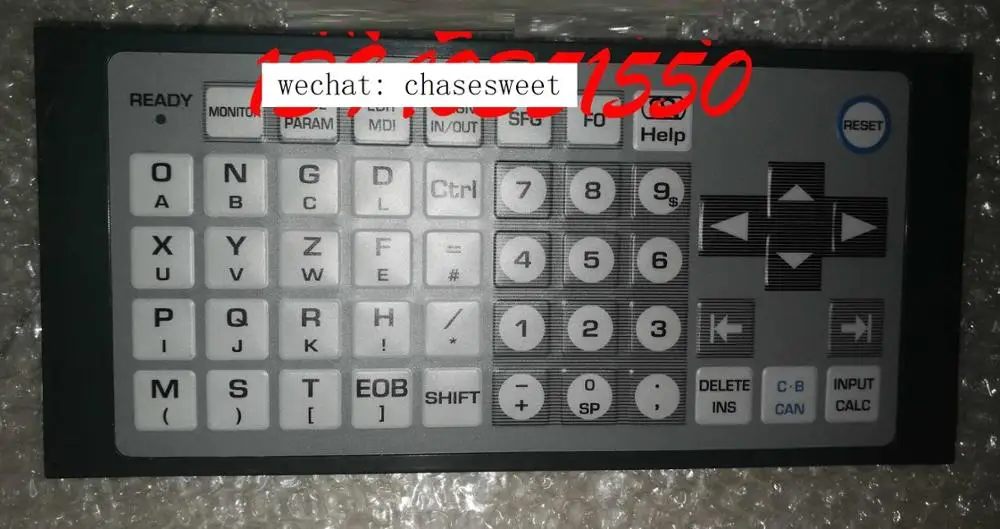 1550
wechat: chasesweet
READY
MONITOR
PARAM
MDI
IN/OUT
SFG
FO
Help
RESET
O N G D Ctrl 7 8 9 $
A B C L
X Y Z F = 4 5 6
U V W E #
P Q R H / 1 2 3
I J K ! *
M S T EOB SHIFT - 0 .
( ) [ ] + SP ,
DELETE C·B INPUT
INS CAN CALC